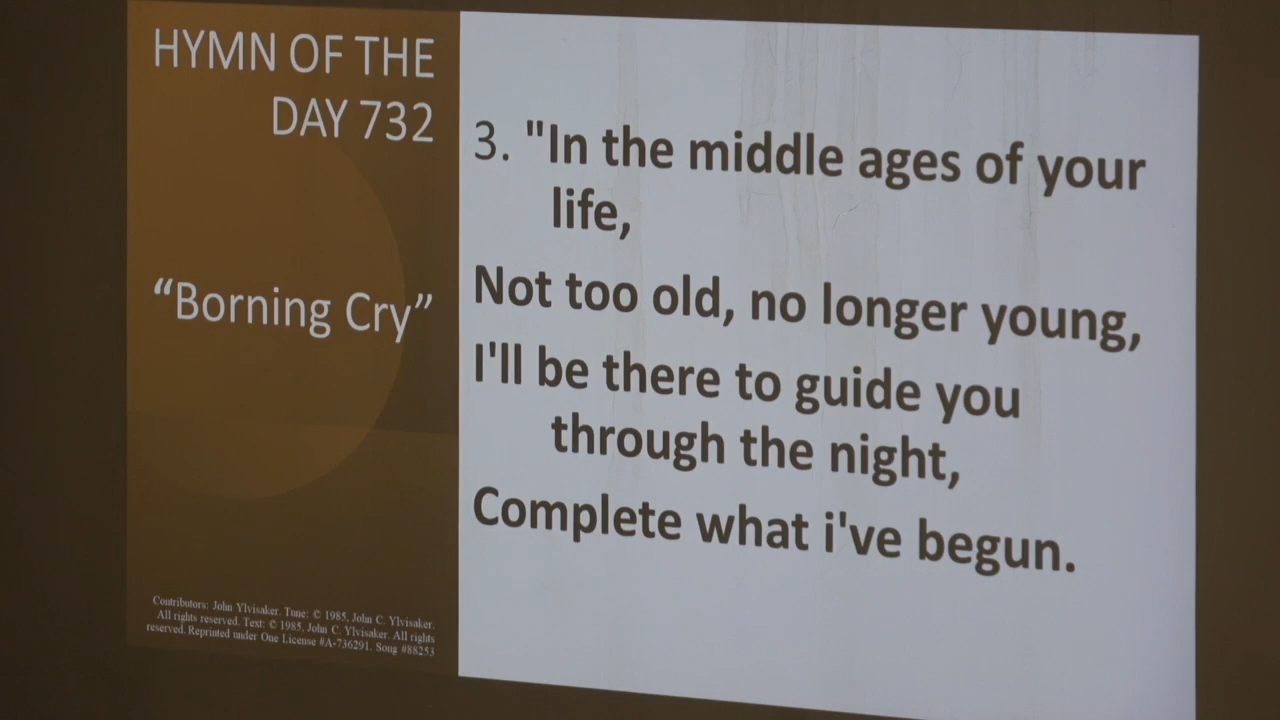 HYMN OF THE
DAY 732
“Borning Cry”
Contributors: John Ylvisaker. Tune: © 1985, John C. Ylvisaker.
All rights reserved. Text: © 1985, John C. Ylvisaker. All rights
reserved. Reprinted under One License #A-736291. Song #88253
3. "In the middle ages of your
life,
Not too old, no longer young,
I'll be there to guide you
through the night,
Complete what i've begun.